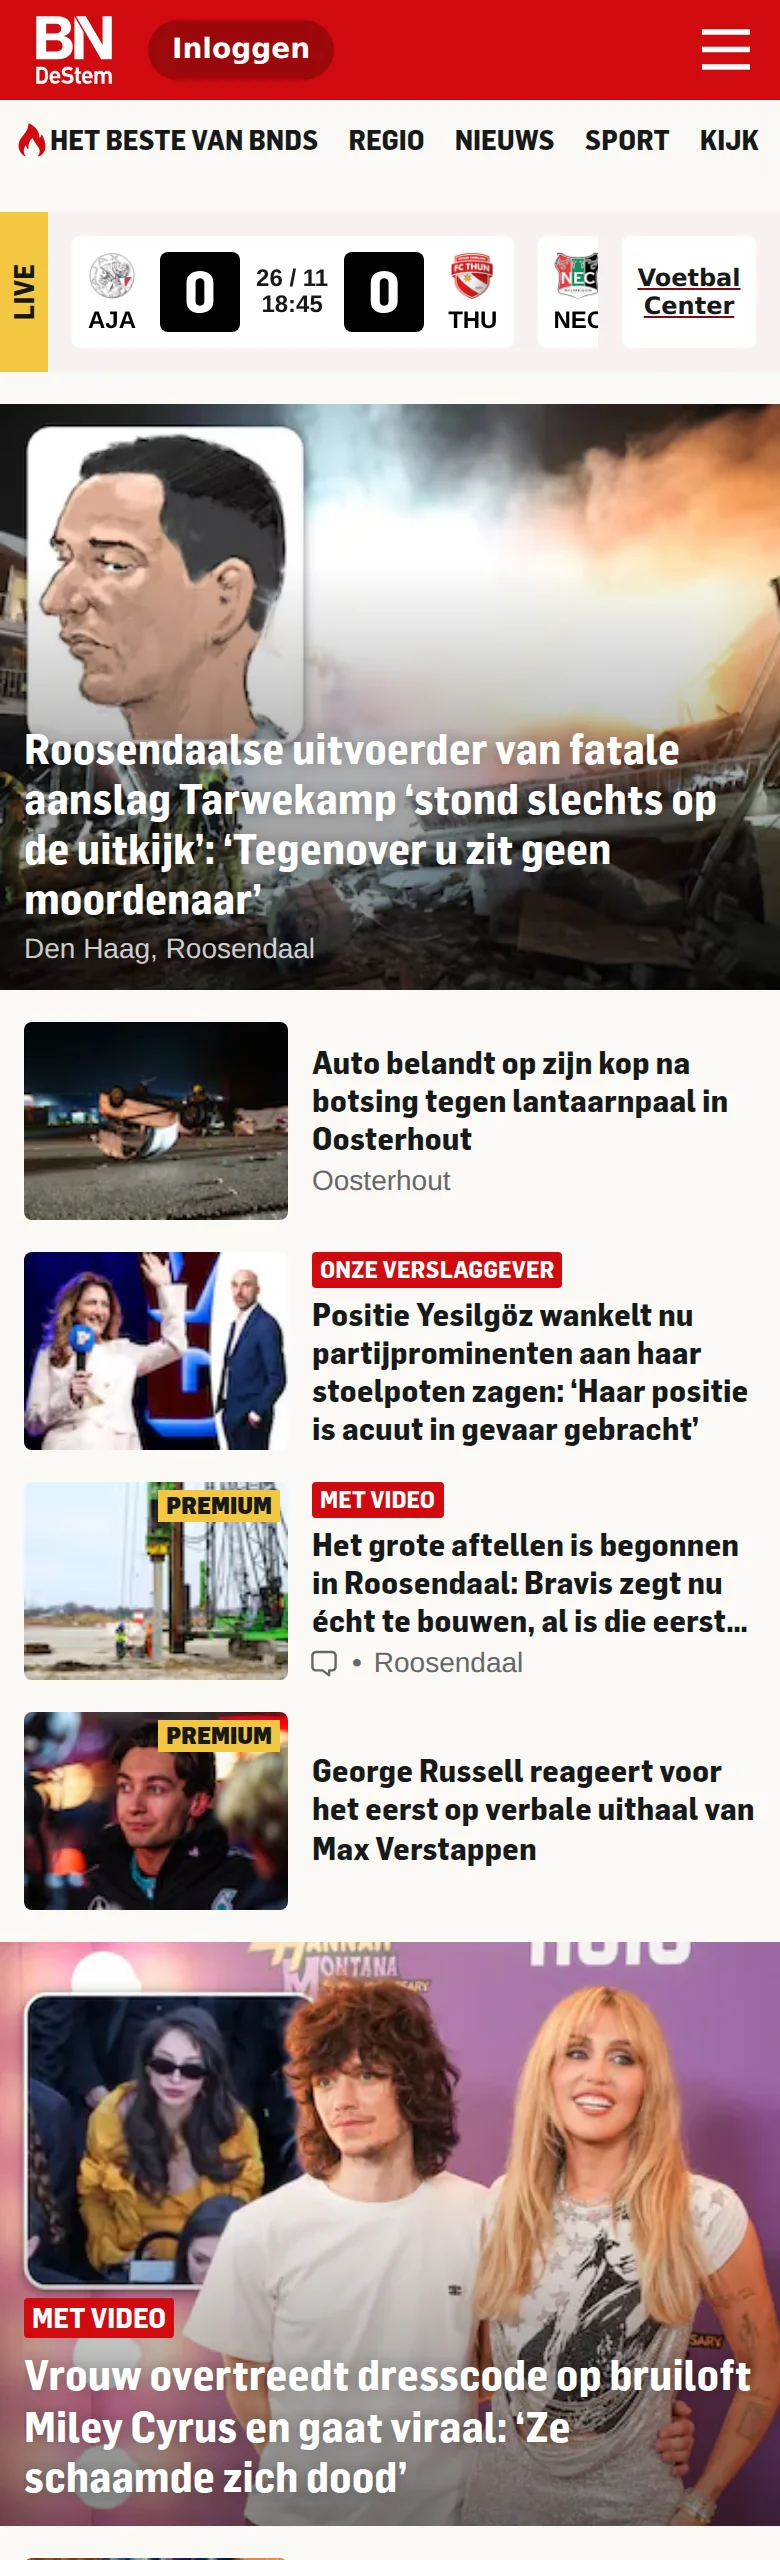 BN
DeStem
Inloggen
HET BESTE VAN BNDS REGIO NIEUWS SPORT KIJK
LIVE
AJA
0
26 / 11
18:45
0
FC THUN
THU
NEC
NEC
Voetbal
Center
Roosendaalse uitvoerder van fatale
aanslag Tarwekamp ‘stond slechts op
de uitkijk’: ‘Tegenover u zit geen
moordenaar’
Den Haag, Roosendaal
Auto belandt op zijn kop na
botsing tegen lantaarnpaal in
Oosterhout
Oosterhout
ONZE VERSLAGGEVER
Positie Yesilgöz wankelt nu
partijprominenten aan haar
stoelpoten zagen: ‘Haar positie
is acuut in gevaar gebracht’
PREMIUM
MET VIDEO
Het grote aftellen is begonnen
in Roosendaal: Bravis zegt nu
écht te bouwen, al is die eerst...
• Roosendaal
PREMIUM
George Russell reageert voor
het eerst op verbale uithaal van
Max Verstappen
HANNAH
MONTANA
MET VIDEO
Vrouw overtreedt dresscode op bruiloft
Miley Cyrus en gaat viraal: ‘Ze
schaamde zich dood’